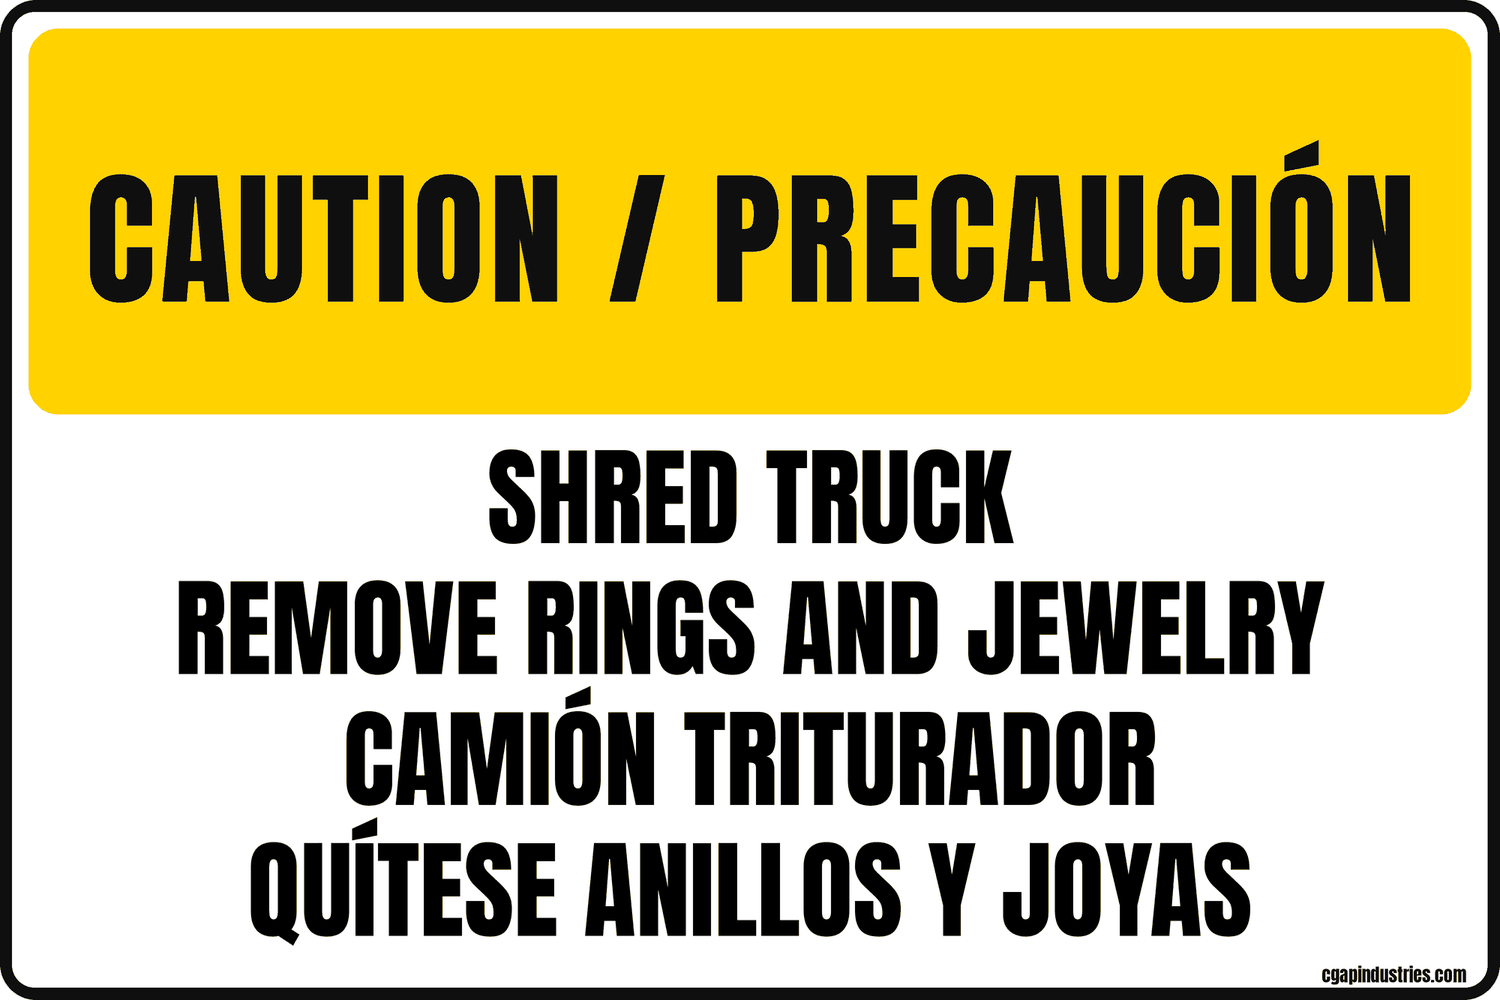 CAUTION / PRECAUCIÓN
SHRED TRUCK
REMOVE RINGS AND JEWELRY
CAMIÓN TRITURADOR
QUÍTESE ANILLOS Y JOYAS
cgapindustries.com